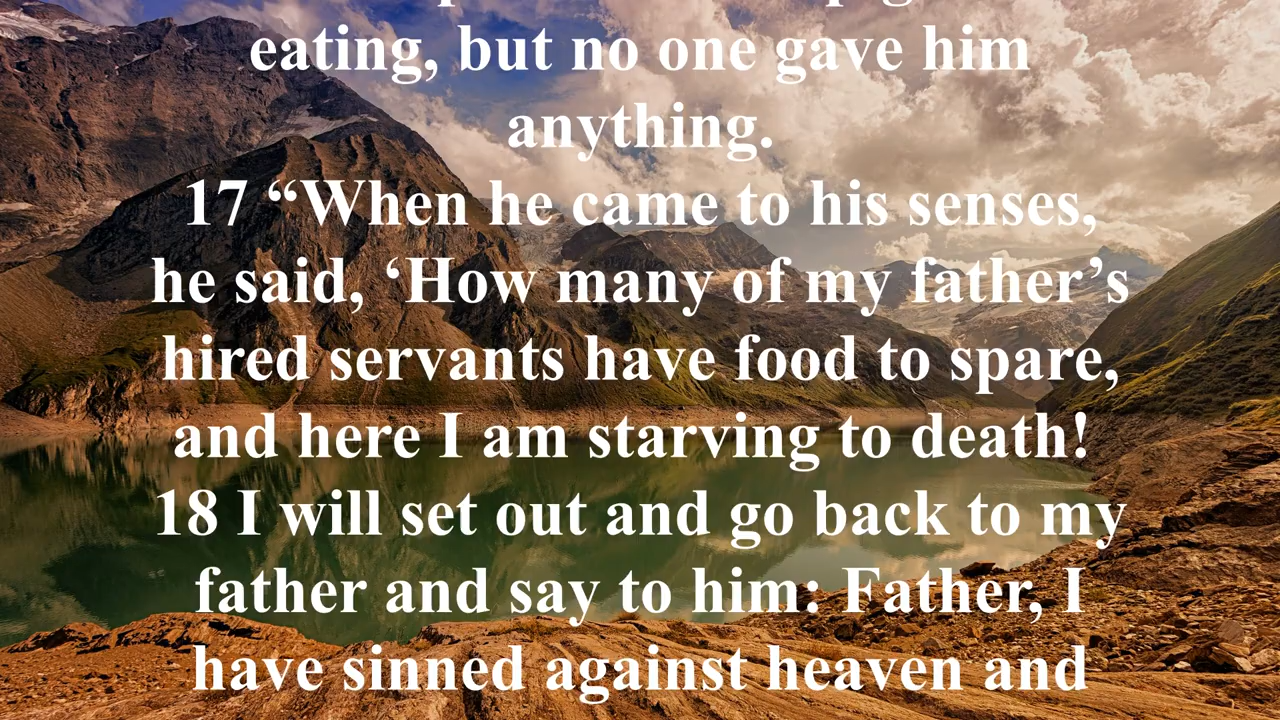 eating, but no one gave him
anything.
17 “When he came to his senses,
he said, ‘How many of my father’s
hired servants have food to spare,
and here I am starving to death!
18 I will set out and go back to my
father and say to him: Father, I
have sinned against heaven and